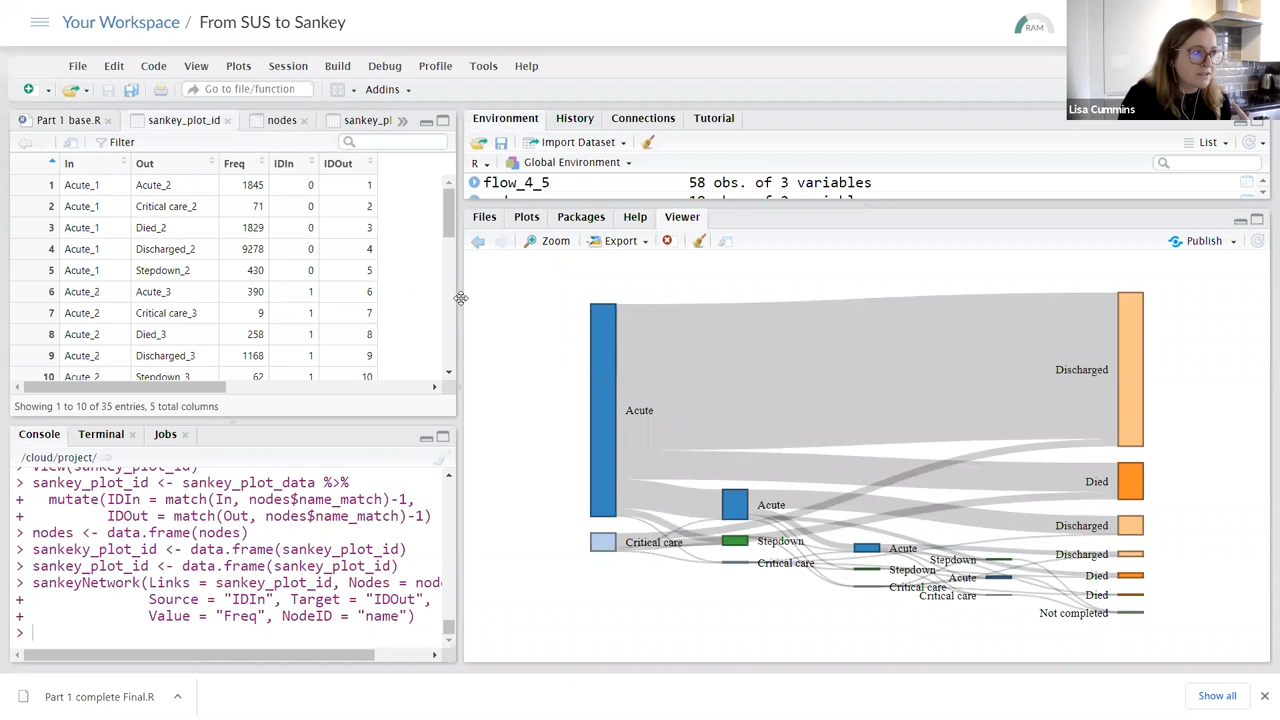 Your Workspace / From SUS to Sankey
RAM
Lisa Cummins
File Edit Code View Plots Session Build Debug Profile Tools Help
Go to file/function Addins
Part 1 base.R sankey_plot_id nodes sankey_pl
Filter
In Out Freq IDIn IDOut
1 Acute_1 Acute_2 1845 0 1
2 Acute_1 Critical care_2 71 0 2
3 Acute_1 Died_2 1829 0 3
4 Acute_1 Discharged_2 9278 0 4
5 Acute_1 Stepdown_2 430 0 5
6 Acute_2 Acute_3 390 1 6
7 Acute_2 Critical care_3 9 1 7
8 Acute_2 Died_3 258 1 8
9 Acute_2 Discharged_3 1168 1 9
10 Acute_2 Stepdown_3 62 1 10
Showing 1 to 10 of 35 entries, 5 total columns
Console Terminal Jobs
/cloud/project/
> View(sankey_plot_id)
> sankey_plot_id <- sankey_plot_data %>%
+ mutate(IDIn = match(In, nodes$name_match)-1,
+ IDOut = match(Out, nodes$name_match)-1)
> nodes <- data.frame(nodes)
> sankeky_plot_id <- data.frame(sankey_plot_id)
> sankey_plot_id <- data.frame(sankey_plot_id)
> sankeyNetwork(Links = sankey_plot_id, Nodes = node
+ Source = "IDIn", Target = "IDOut",
+ Value = "Freq", NodeID = "name")
>
Environment History Connections Tutorial
Import Dataset List
R Global Environment
flow_4_5 58 obs. of 3 variables
Files Plots Packages Help Viewer
Zoom Export Publish
Discharged
Acute
Died
Acute
Discharged
Critical care
Stepdown
Acute
Discharged
Critical care
Stepdown
Stepdown
Acute
Died
Critical care
Critical care
Died
Not completed
Part 1 complete Final.R
Show all